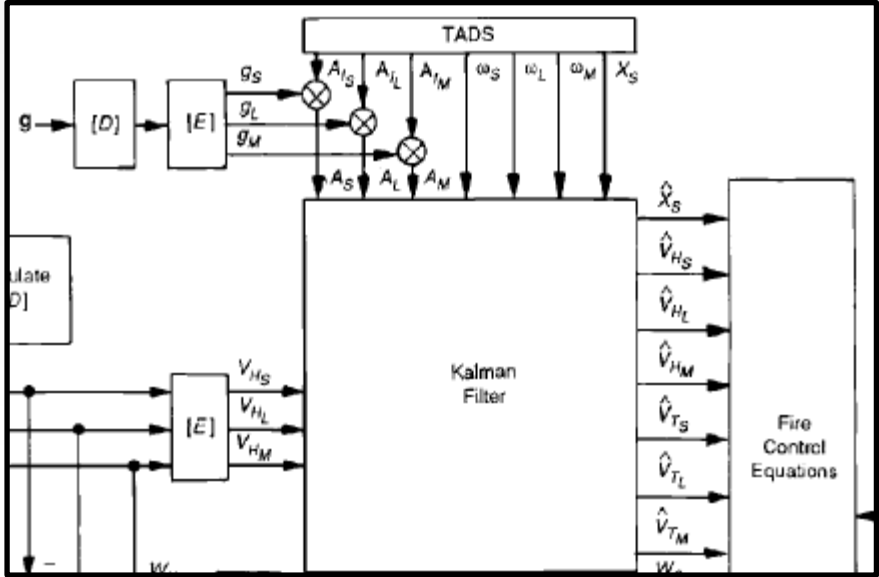 TADS
g_S A_{I_S} A_{I_L} A_{I_M} ω_S ω_L ω_M X_S
g [D] [E] g_L
g_M
A_S A_L A_M
X̂_S
V̂_{H_S}
ulate
D]
V̂_{H_L}
V_{H_S} Kalman V̂_{H_M}
Filter
V_{H_L} V̂_{T_S}
[E] Fire
V_{H_M} Control
V̂_{T_L} Equations
V̂_{T_M}
–